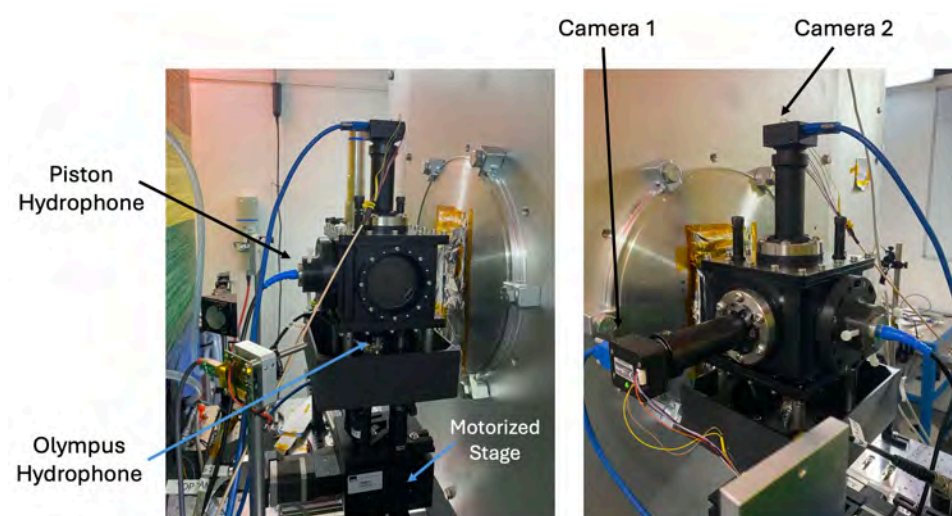 Camera 1
Camera 2
Piston
Hydrophone
Olympus
Hydrophone
Motorized
Stage